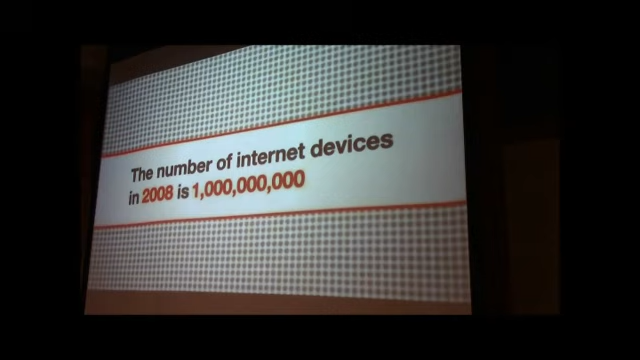 The number of internet devices
in 2008 is 1,000,000,000